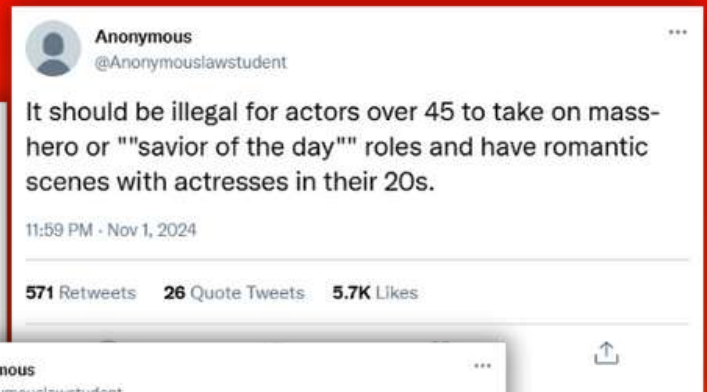 Anonymous
@Anonymouslawstudent
It should be illegal for actors over 45 to take on mass-
hero or ""savior of the day"" roles and have romantic
scenes with actresses in their 20s.
11:59 PM · Nov 1, 2024
571 Retweets 26 Quote Tweets 5.7K Likes